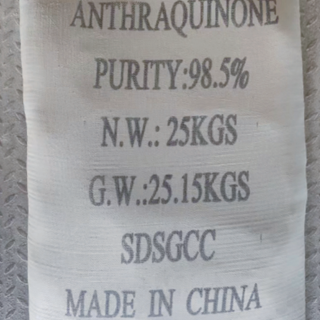 ANTHRAQUINONE
PURITY:98.5%
N.W.: 25KGS
G.W.:25.15KGS
SDSGCC
MADE IN CHINA